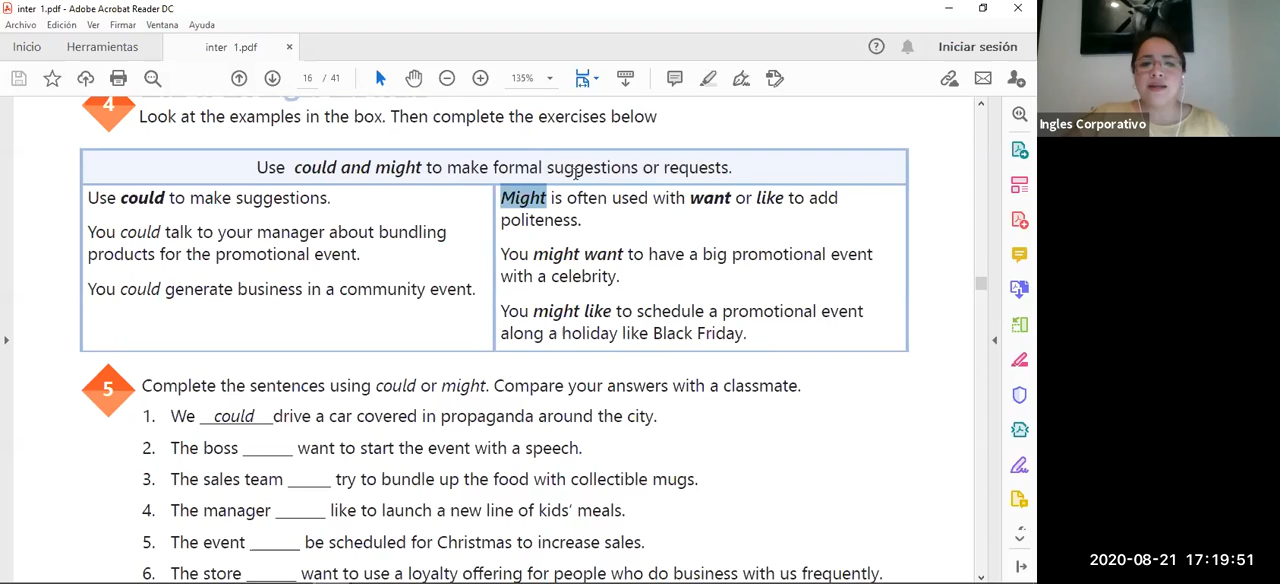 inter 1.pdf - Adobe Acrobat Reader DC
Archivo Edición Ver Firmar Ventana Ayuda
Inicio Herramientas inter 1.pdf × Iniciar sesión
16 / 41 135%
4
Look at the examples in the box. Then complete the exercises below
Use could and might to make formal suggestions or requests.
Use could to make suggestions.
You could talk to your manager about bundling
products for the promotional event.
You could generate business in a community event.
Might is often used with want or like to add
politeness.
You might want to have a big promotional event
with a celebrity.
You might like to schedule a promotional event
along a holiday like Black Friday.
5 Complete the sentences using could or might. Compare your answers with a classmate.
1. We __could___drive a car covered in propaganda around the city.
2. The boss ______ want to start the event with a speech.
3. The sales team _____ try to bundle up the food with collectible mugs.
4. The manager ______ like to launch a new line of kids' meals.
5. The event ______ be scheduled for Christmas to increase sales.
6. The store ______ want to use a loyalty offering for people who do business with us frequently.
Ingles Corporativo
2020-08-21 17:19:51